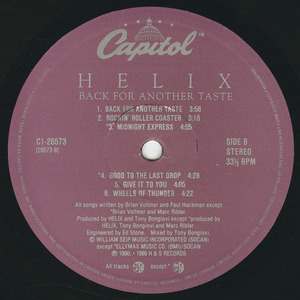 Capitol
TM
HELIX
BACK FOR ANOTHER TASTE
1. BACK FOR ANOTHER TASTE 3:58
2. ROCKIN' ROLLER COASTER 3:18
*3. MIDNIGHT EXPRESS 4:05
C1-26573
(26573-B)
SIDE B
STEREO
33⅓ RPM
4. GOOD TO THE LAST DROP 4:28
5. GIVE IT TO YOU 4:05
6. WHEELS OF THUNDER 6:22
All songs written by Brian Vollmer and Paul Hackman except
*Brian Vollmer and Marc Ribler
Produced by HELIX and Tony Bongiovi except *produced by
HELIX, Tony Bongiovi and Marc Ribler.
Engineered by Ed Stone. Mixed by Tony Bongiovi.
All tracks
© WILLIAM SEIP MUSIC INCORPORATED (SOCAN)
except *ELLYMAX MUSIC CO. (BMI)/SOCAN
℗ 1990, © 1990 H & S RECORDS
except *